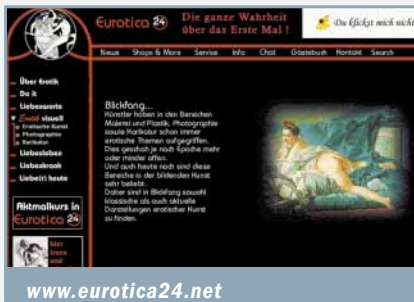 Eurotica 24
Die ganze Wahrheit
über das Erste Mal !
Du klickst mich nicht
News Shops & More Service Info Chat Gästebuch Kontakt Search
Über Erotik
Do it
Liebesworte
Erotik visuell
Erotische Kunst
Photographie
Karikatur
Liebesleben
Liebeskrank
Liebe(r) heute
Aktmalkurs in
Eurotica 24
hier
lesen
und
Blickfang...
Künstler haben in den Bereichen
Malerei und Plastik, Photographie
sowie Karikatur schon immer
erotische Themen aufgegriffen.
Dies geschah je nach Epoche mehr
oder minder offen.
Und auch heute noch sind diese
Bereiche in der bildenden Kunst
sehr beliebt.
Daher sind in Blickfang sowohl
klassische als auch aktuelle
Darstellungen erotischer Kunst
zu finden.
www.eurotica24.net